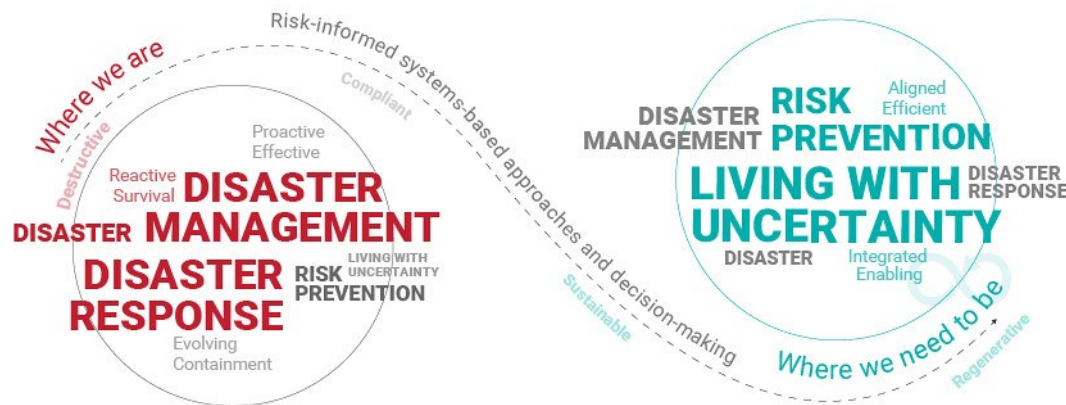 Where we are
Destructive
Risk-informed systems-based approaches and decision-making
Compliant
Proactive
Effective
Reactive
Survival
DISASTER
MANAGEMENT
DISASTER
DISASTER
RESPONSE
RISK
PREVENTION
LIVING WITH
UNCERTAINTY
Evolving
Containment
Sustainable
DISASTER
MANAGEMENT
RISK
PREVENTION
Aligned
Efficient
LIVING WITH
UNCERTAINTY
DISASTER
RESPONSE
DISASTER
Integrated
Enabling
Where we need to be
Regenerative